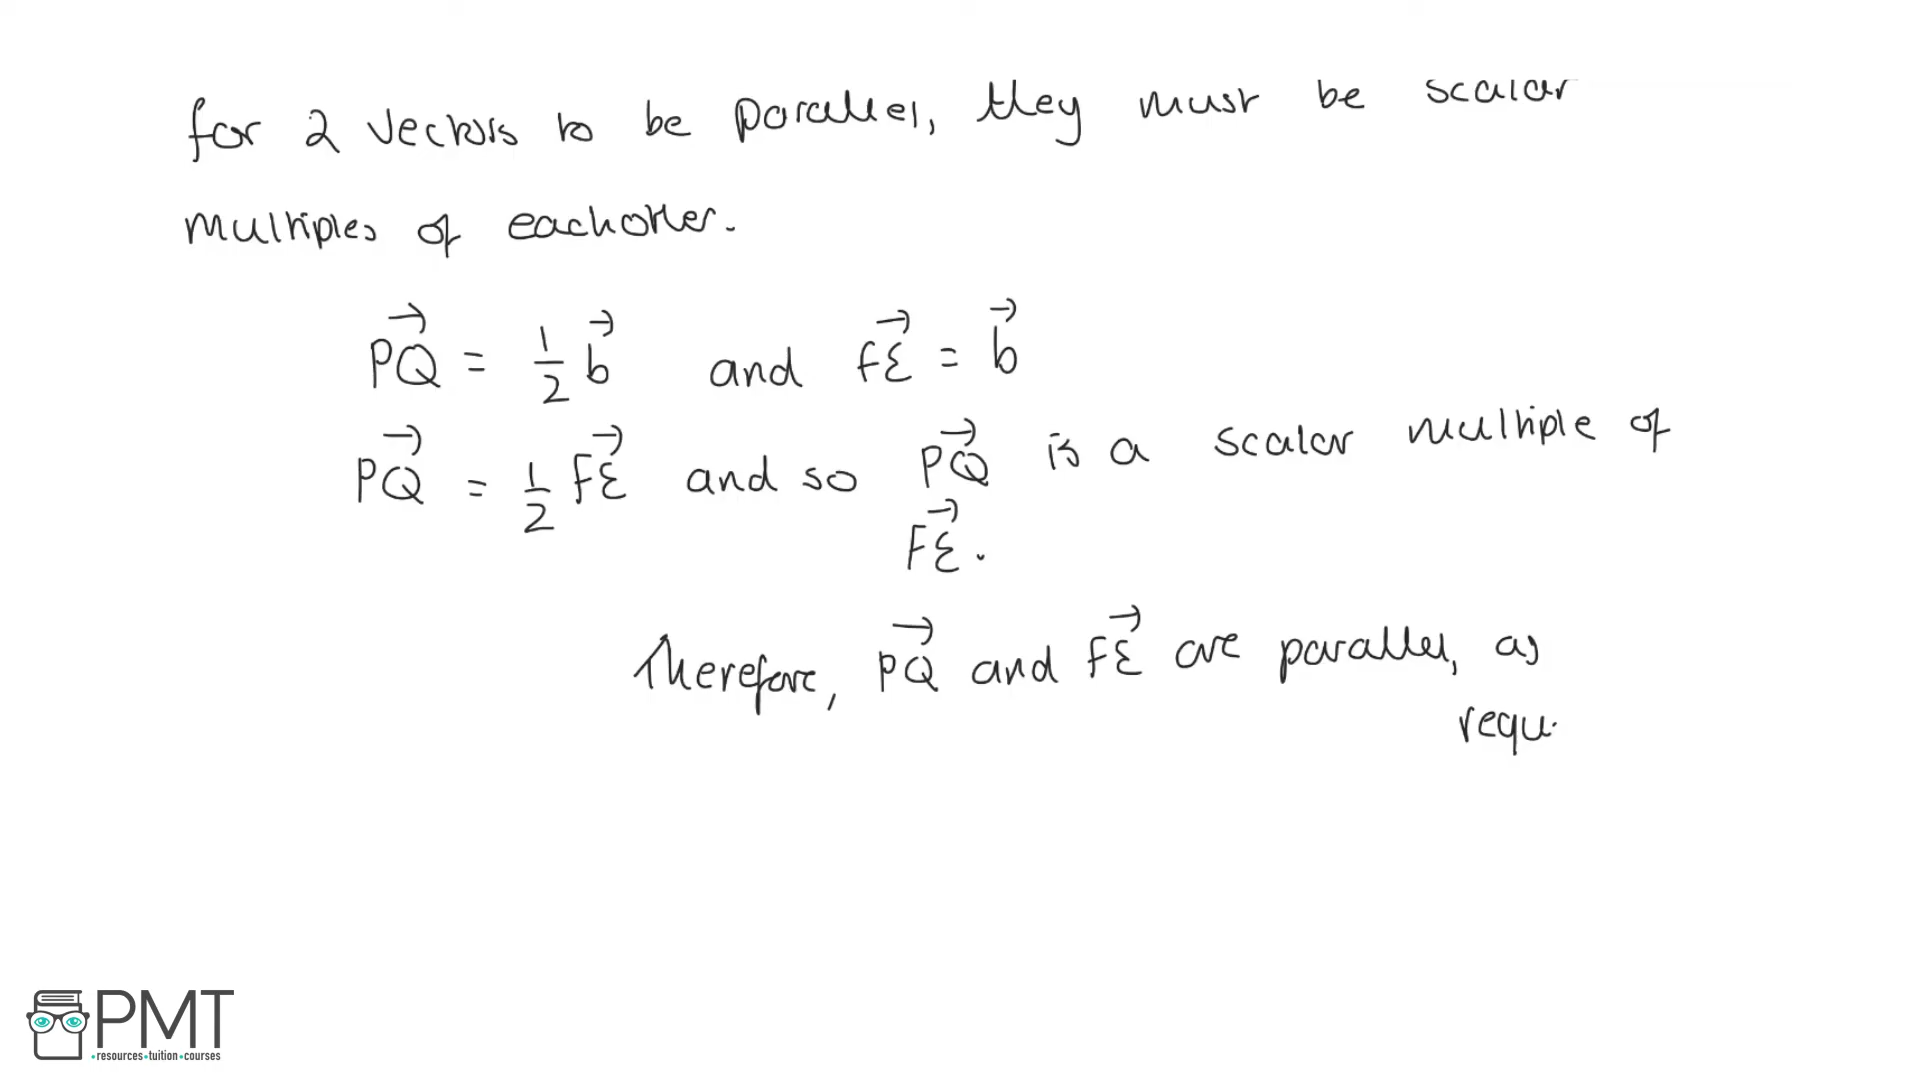 for 2 vectors to be parallel, they must be scalar
multiples of eachother.
→PQ = 1/2 →b and →FE = →b
→PQ = 1/2 →FE and so →PQ is a scalar multiple of
→FE.
Therefore, →PQ and →FE are parallel, as
requ
PMT
•resources•tuition•courses